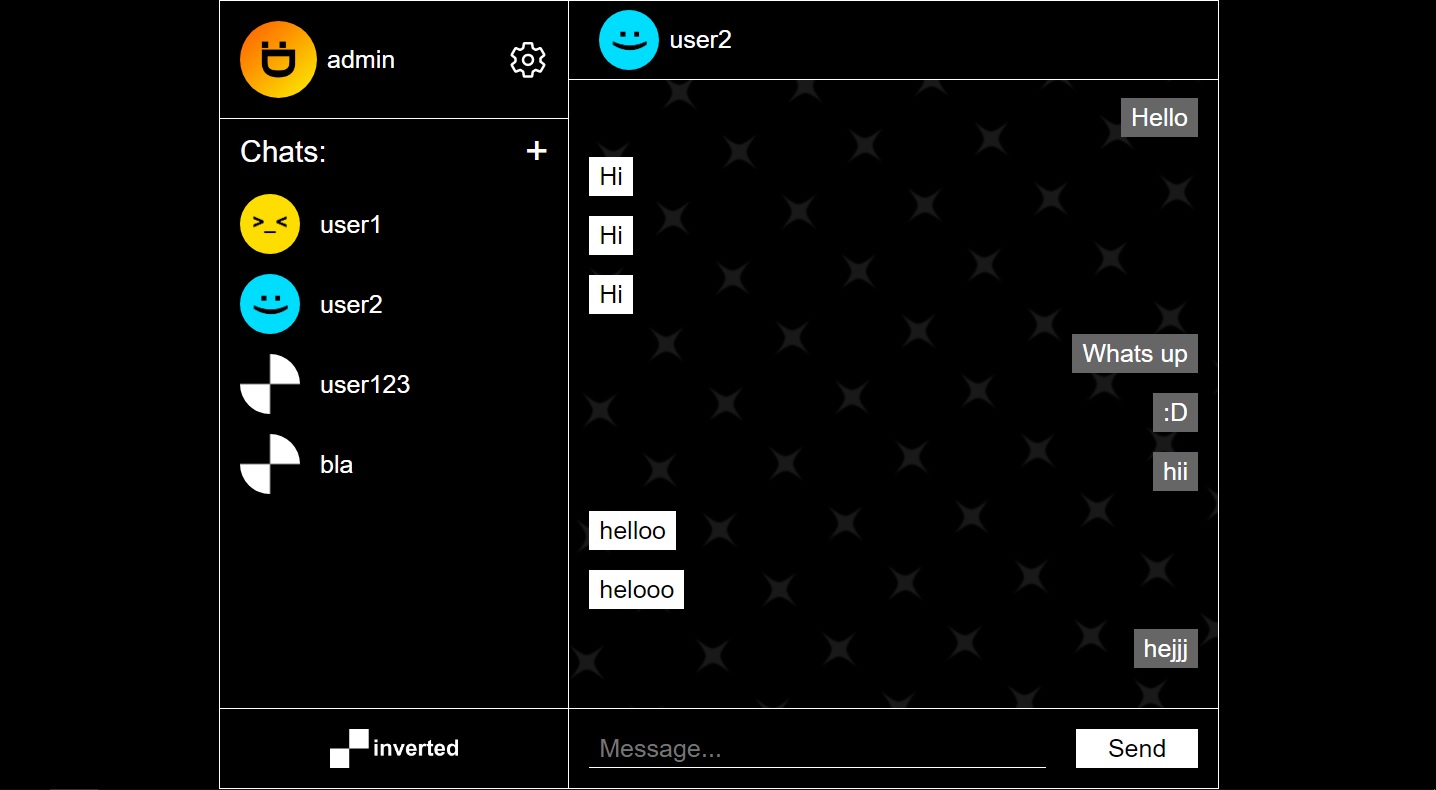 admin
Chats:
+
>_<
user1
user2
user123
bla
inverted
user2
Hello
Hi
Hi
Hi
Whats up
:D
hii
helloo
helooo
hejjj
Message...
Send